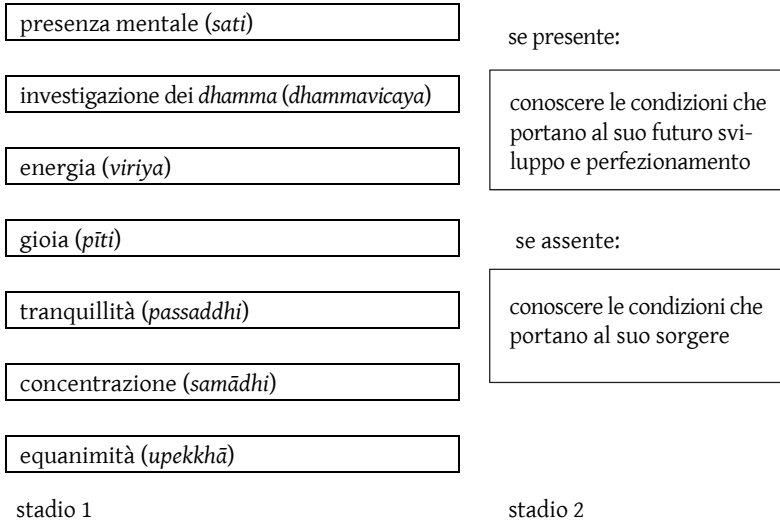 presenza mentale (sati)
investigazione dei dhamma (dhammavicaya)
energia (viriya)
gioia (pīti)
tranquillità (passaddhi)
concentrazione (samādhi)
equanimità (upekkhā)
stadio 1
se presente:
conoscere le condizioni che
portano al suo futuro svi-
luppo e perfezionamento
se assente:
conoscere le condizioni che
portano al suo sorgere
stadio 2